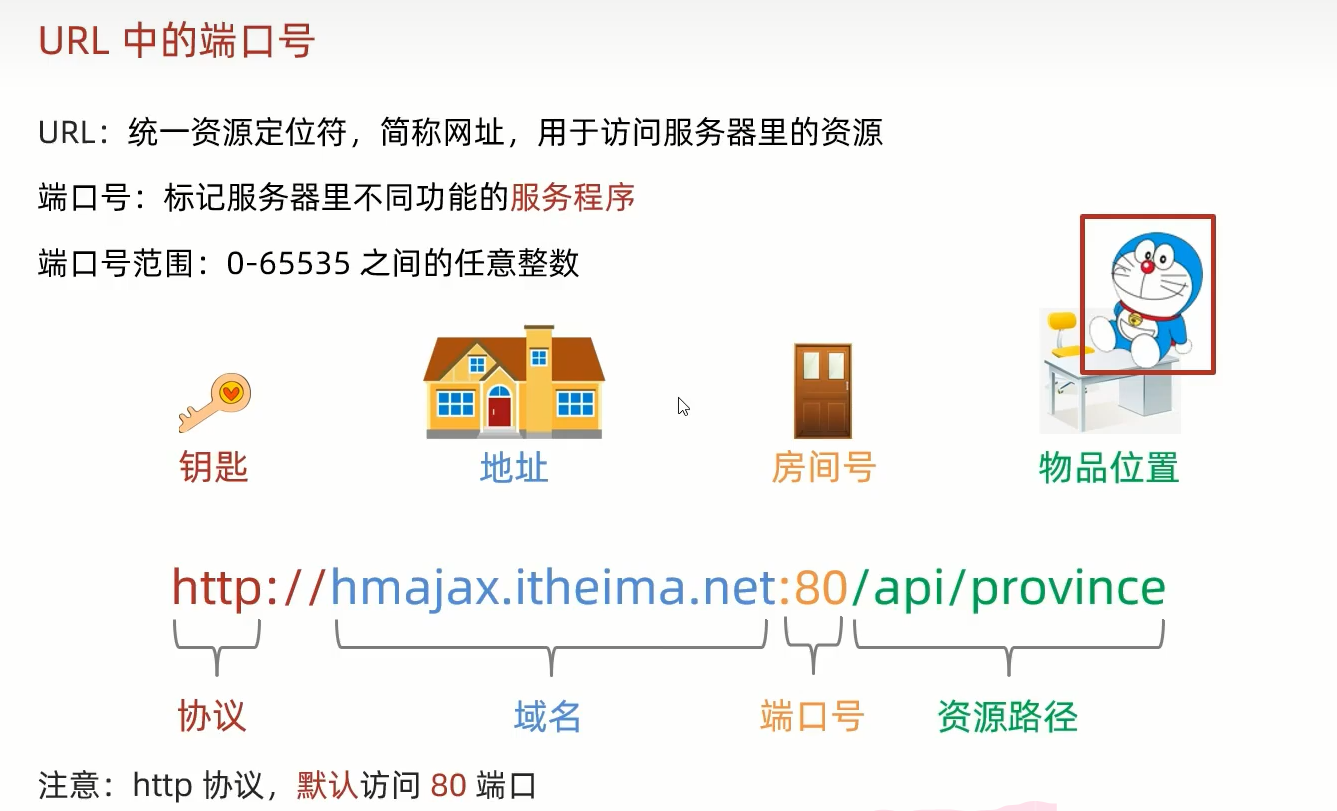 URL 中的端口号
URL：统一资源定位符，简称网址，用于访问服务器里的资源
端口号：标记服务器里不同功能的服务程序
端口号范围：0-65535 之间的任意整数
钥匙 地址 房间号 物品位置
http://hmajax.itheima.net:80/api/province
协议 域名 端口号 资源路径
注意：http 协议，默认访问 80 端口